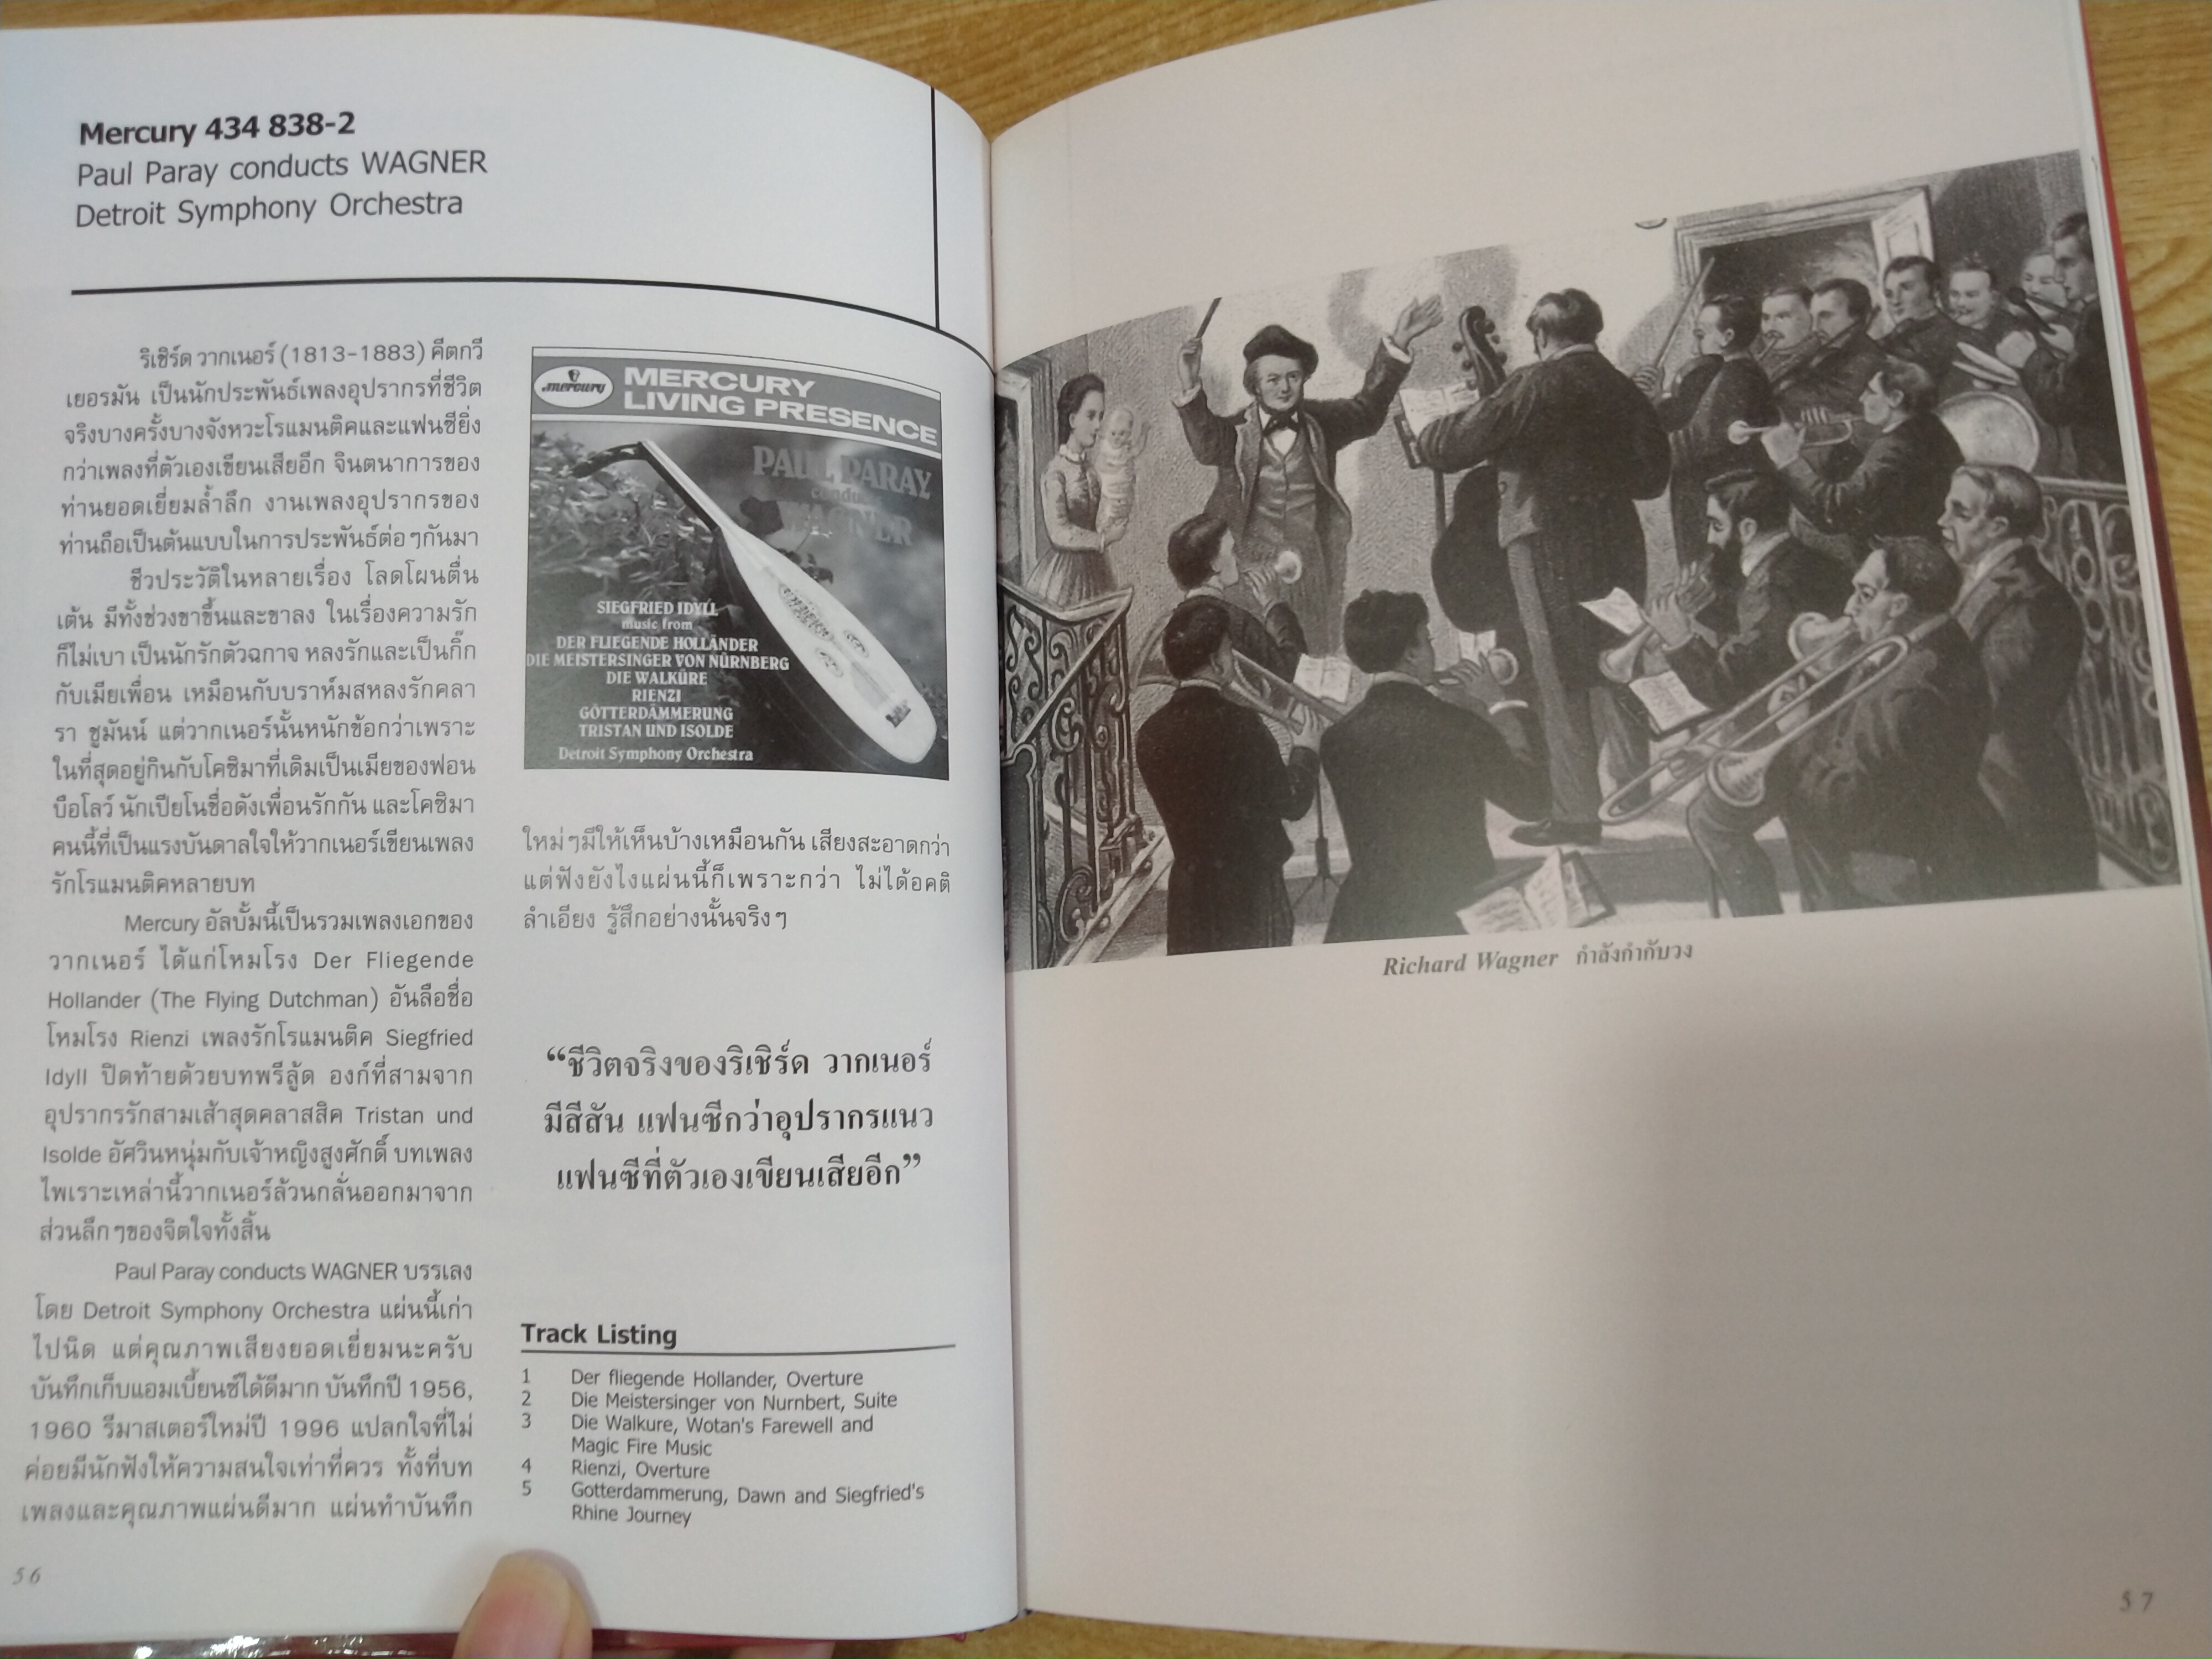 Mercury 434 838-2
Paul Paray conducts WAGNER
Detroit Symphony Orchestra
ริเชิร์ด วากเนอร์ (1813-1883) คีตกวี
เยอรมัน เป็นนักประพันธ์เพลงอุปรากรที่ชีวิต
จริงบางครั้งบางจังหวะโรแมนติคและแฟนซียิ่ง
กว่าเพลงที่ตัวเองเขียนเสียอีก จินตนาการของ
ท่านยอดเยี่ยมล้ำลึก งานเพลงอุปรากรของ
ท่านถือเป็นต้นแบบในการประพันธ์ต่อๆกันมา
ชีวประวัติในหลายเรื่อง โลดโผนตื่น
เต้น มีทั้งช่วงขาขึ้นและขาลง ในเรื่องความรัก
ก็ไม่เบา เป็นนักรักตัวฉกาจ หลงรักและเป็นกิ๊ก
กับเมียเพื่อน เหมือนกับบราห์มสหลงรักคลา
รา ชูมันน์ แต่วากเนอร์นั้นหนักข้อกว่าเพราะ
ในที่สุดอยู่กินกับโคชิมาที่เดิมเป็นเมียของฟอน
บือโลว์ นักเปียโนชื่อดังเพื่อนรักกัน และโคชิมา
คนนี้ที่เป็นแรงบันดาลใจให้วากเนอร์เขียนเพลง
รักโรแมนติคหลายบท
Mercury อัลบั้มนี้เป็นรวมเพลงเอกของ
วากเนอร์ ได้แก่โหมโรง Der Fliegende
Hollander (The Flying Dutchman) อันลือชื่อ
โหมโรง Rienzi เพลงรักโรแมนติค Siegfried
Idyll ปิดท้ายด้วยบทพรีลู้ด องก์ที่สามจาก
อุปรากรรักสามเส้าสุดคลาสสิค Tristan und
Isolde อัศวินหนุ่มกับเจ้าหญิงสูงศักดิ์ บทเพลง
ไพเราะเหล่านี้วากเนอร์ล้วนกลั่นออกมาจาก
ส่วนลึกๆของจิตใจทั้งสิ้น
Paul Paray conducts WAGNER บรรเลง
โดย Detroit Symphony Orchestra แผ่นนี้เก่า
ไปนิด แต่คุณภาพเสียงยอดเยี่ยมนะครับ
บันทึกเก็บแอมเบี้ยนซ์ได้ดีมาก บันทึกปี 1956,
1960 รีมาสเตอร์ใหม่ปี 1996 แปลกใจที่ไม่
ค่อยมีนักฟังให้ความสนใจเท่าที่ควร ทั้งที่บท
เพลงและคุณภาพแผ่นดีมาก แผ่นทำบันทึก
56
mercury
MERCURY
LIVING PRESENCE
PAUL PARAY
conducts
WAGNER
SIEGFRIED IDYLL
music from
DER FLIEGENDE HOLLÄNDER
DIE MEISTERSINGER VON NÜRNBERG
DIE WALKÜRE
RIENZI
GÖTTERDÄMMERUNG
TRISTAN UND ISOLDE
Detroit Symphony Orchestra
ใหม่ๆมีให้เห็นบ้างเหมือนกัน เสียงสะอาดกว่า
แต่ฟังยังไงแผ่นนี้ก็เพราะกว่า ไม่ได้อคติ
ลำเอียง รู้สึกอย่างนั้นจริงๆ
“ชีวิตจริงของริเชิร์ด วากเนอร์
มีสีสัน แฟนซีกว่าอุปรากรแนว
แฟนซีที่ตัวเองเขียนเสียอีก”
Track Listing
1 Der fliegende Hollander, Overture
2 Die Meistersinger von Nurnbert, Suite
3 Die Walkure, Wotan's Farewell and
Magic Fire Music
4 Rienzi, Overture
5 Gotterdammerung, Dawn and Siegfried's
Rhine Journey
Richard Wagner กำลังกำกับวง
57